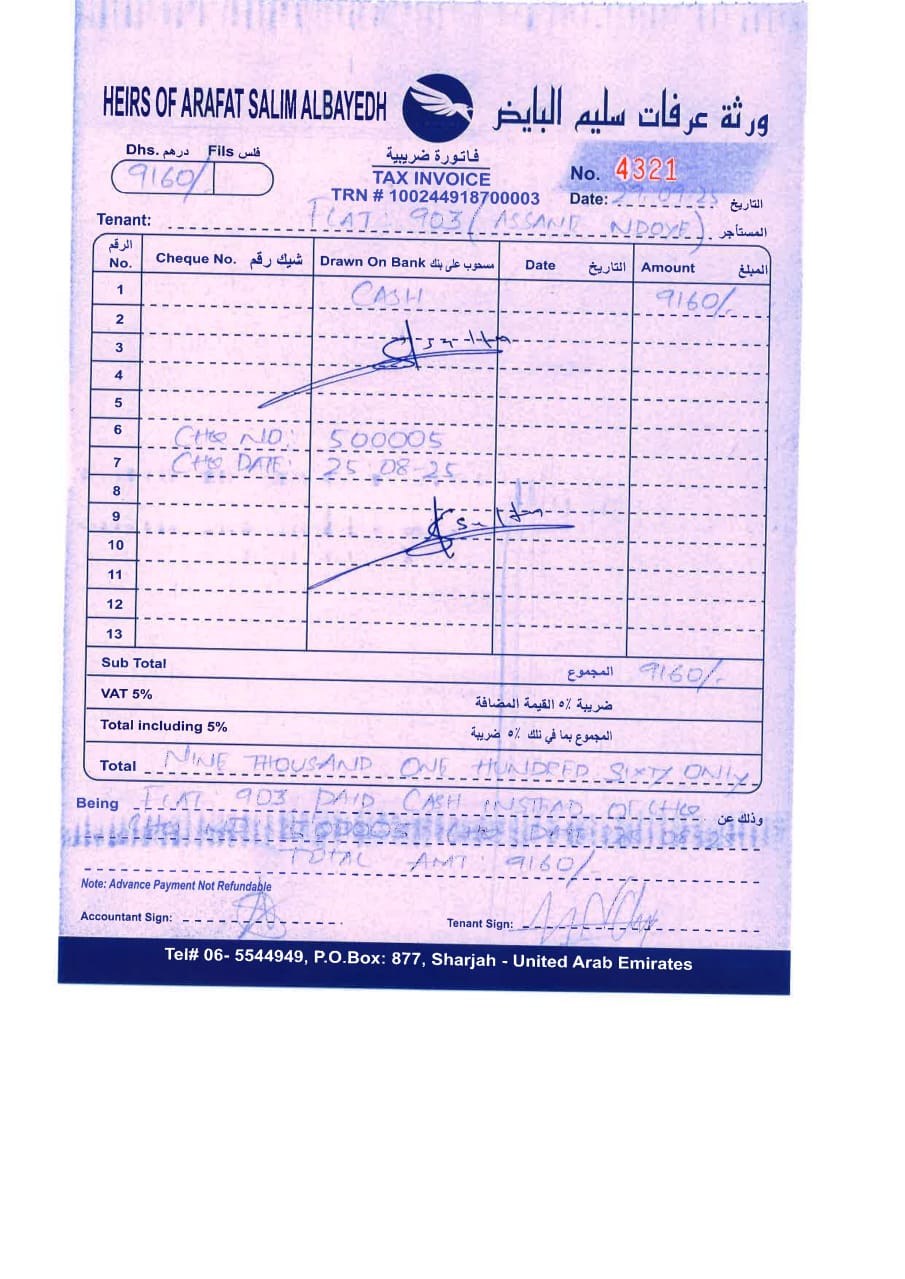 HEIRS OF ARAFAT SALIM ALBAYEDH ورثة عرفات سليم البايض
Dhs. درهم Fils فلس
9160/.
فاتورة ضريبية
TAX INVOICE
TRN # 100244918700003
No. 4321
Date: التاريخ
Tenant: FLAT: 903 (ASSANE NDOYE) المستأجر
الرقم No. Cheque No. شيك رقم Drawn On Bank مسحوب على بنك Date التاريخ Amount المبلغ
1 CASH 9160/.
2
3
4
5
6 CHQ NO: 500005
7 CHQ DATE: 25.08-25
8
9
10
11
12
13
Sub Total المجموع 9160/.
VAT 5% ضريبة ٥٪ القيمة المضافة
Total including 5% المجموع بما في تلك ٥٪ ضريبة
Total NINE THOUSAND ONE HUNDRED SIXTY ONLY
Being FLAT: 903 PAID CASH INSTEAD OF CHQ وذلك عن
500005
TOTAL AMT: 9160/.
Note: Advance Payment Not Refundable
Accountant Sign: Tenant Sign:
Tel# 06- 5544949, P.O.Box: 877, Sharjah - United Arab Emirates